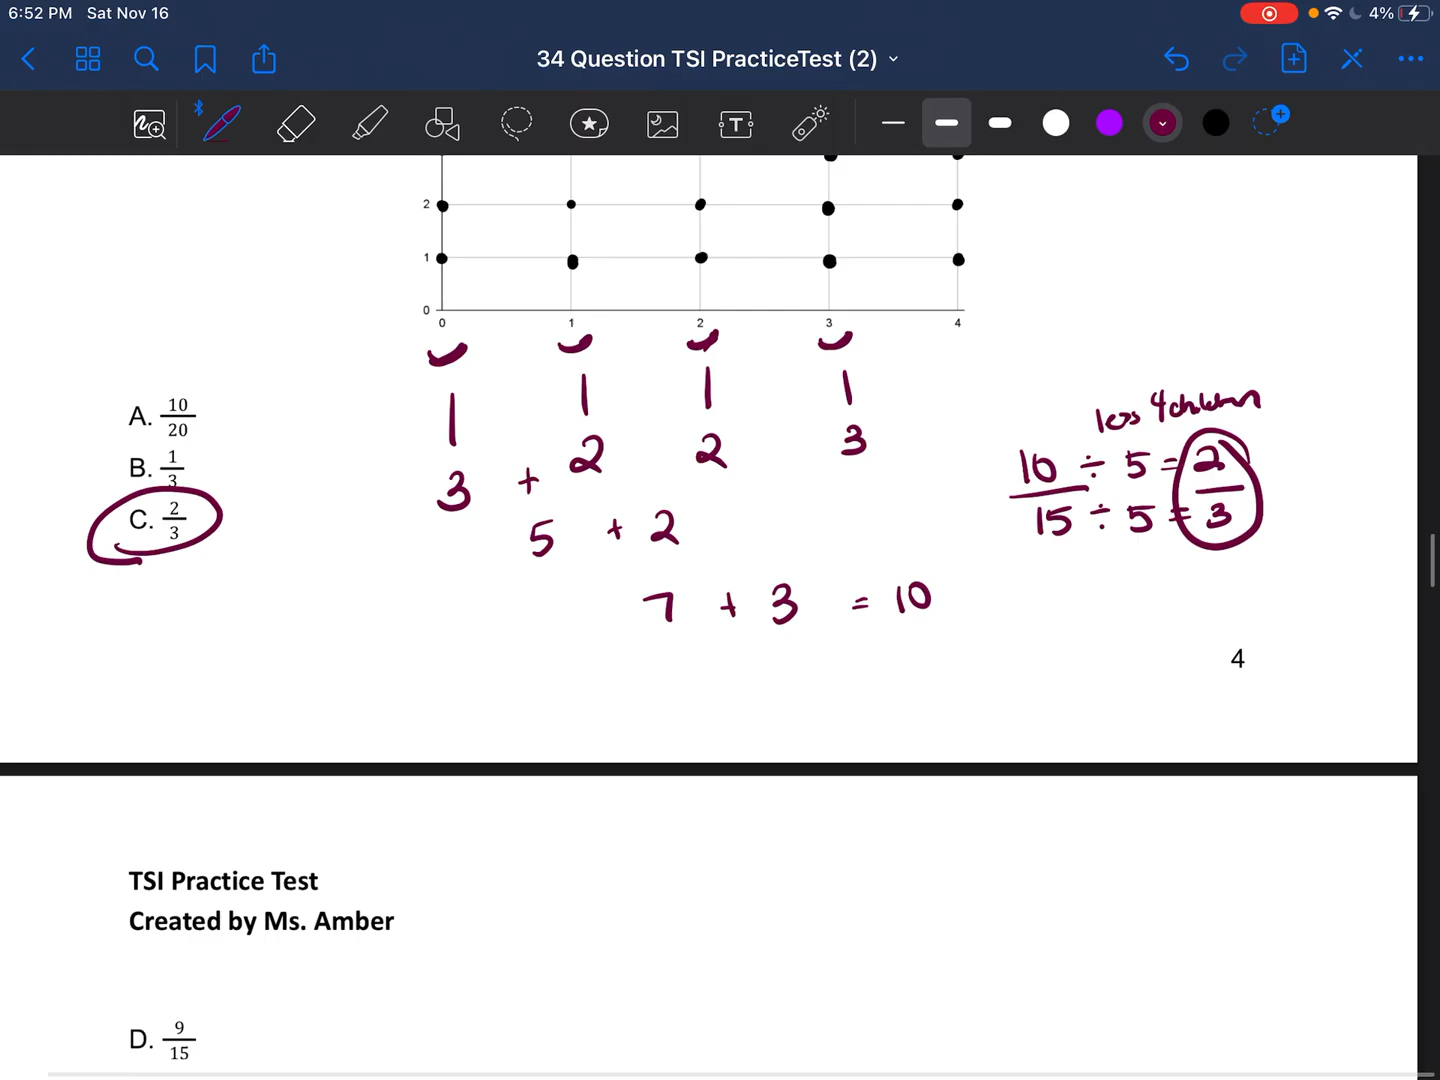 6:52 PM Sat Nov 16
4%
34 Question TSI PracticeTest (2)
T
2
1
0
0 1 2 3 4
1 1 1 1
3 + 2 2 3
5 + 2
7 + 3 = 10
less 4 children
10 ÷ 5 = 2
15 ÷ 5 = 3
A. 10/20
B. 1/3
C. 2/3
4
TSI Practice Test
Created by Ms. Amber
D. 9/15